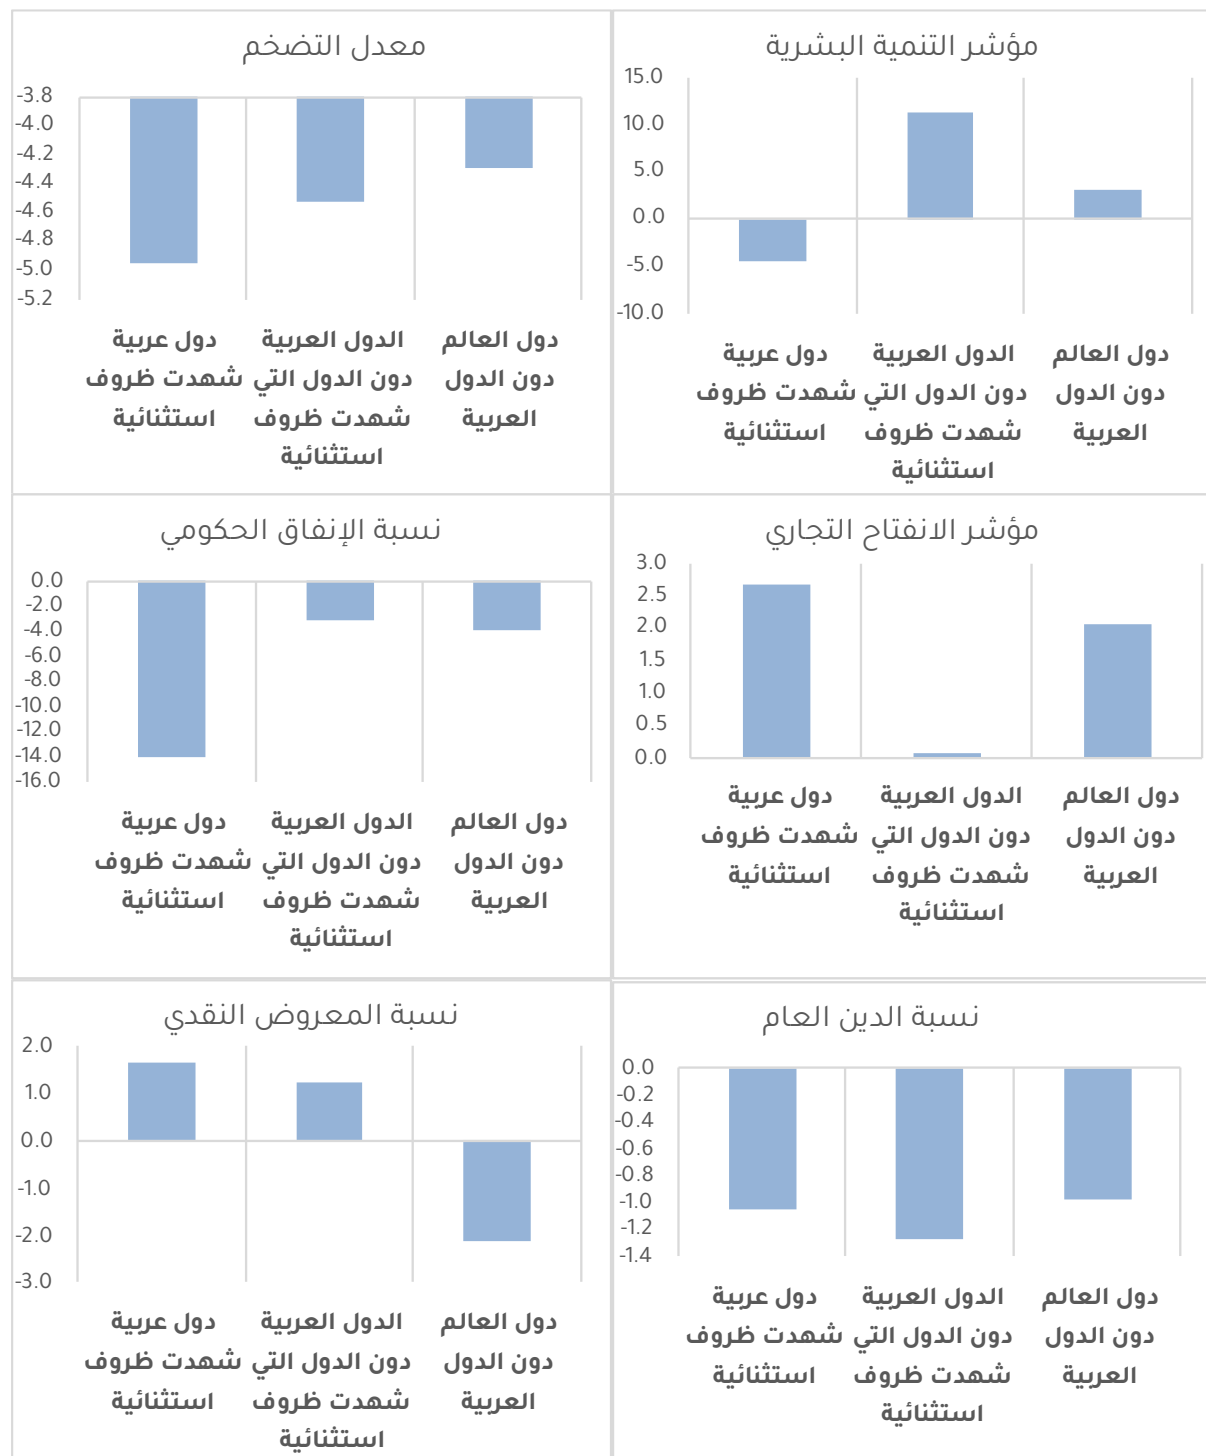 معدل التضخم
-3.8
-4.0
-4.2
-4.4
-4.6
-4.8
-5.0
-5.2
دول عربية
شهدت ظروف
استثنائية
الدول العربية
دون الدول التي
شهدت ظروف
استثنائية
دول العالم
دون الدول
العربية
مؤشر التنمية البشرية
15.0
10.0
5.0
0.0
-5.0
-10.0
دول عربية
شهدت ظروف
استثنائية
الدول العربية
دون الدول التي
شهدت ظروف
استثنائية
دول العالم
دون الدول
العربية
نسبة الإنفاق الحكومي
0.0
-2.0
-4.0
-6.0
-8.0
-10.0
-12.0
-14.0
-16.0
دول عربية
شهدت ظروف
استثنائية
الدول العربية
دون الدول التي
شهدت ظروف
استثنائية
دول العالم
دون الدول
العربية
مؤشر الانفتاح التجاري
3.0
2.5
2.0
1.5
1.0
0.5
0.0
دول عربية
شهدت ظروف
استثنائية
الدول العربية
دون الدول التي
شهدت ظروف
استثنائية
دول العالم
دون الدول
العربية
نسبة المعروض النقدي
2.0
1.0
0.0
-1.0
-2.0
-3.0
دول عربية
شهدت ظروف
استثنائية
الدول العربية
دون الدول التي
شهدت ظروف
استثنائية
دول العالم
دون الدول
العربية
نسبة الدين العام
0.0
-0.2
-0.4
-0.6
-0.8
-1.0
-1.2
-1.4
دول عربية
شهدت ظروف
استثنائية
الدول العربية
دون الدول التي
شهدت ظروف
استثنائية
دول العالم
دون الدول
العربية